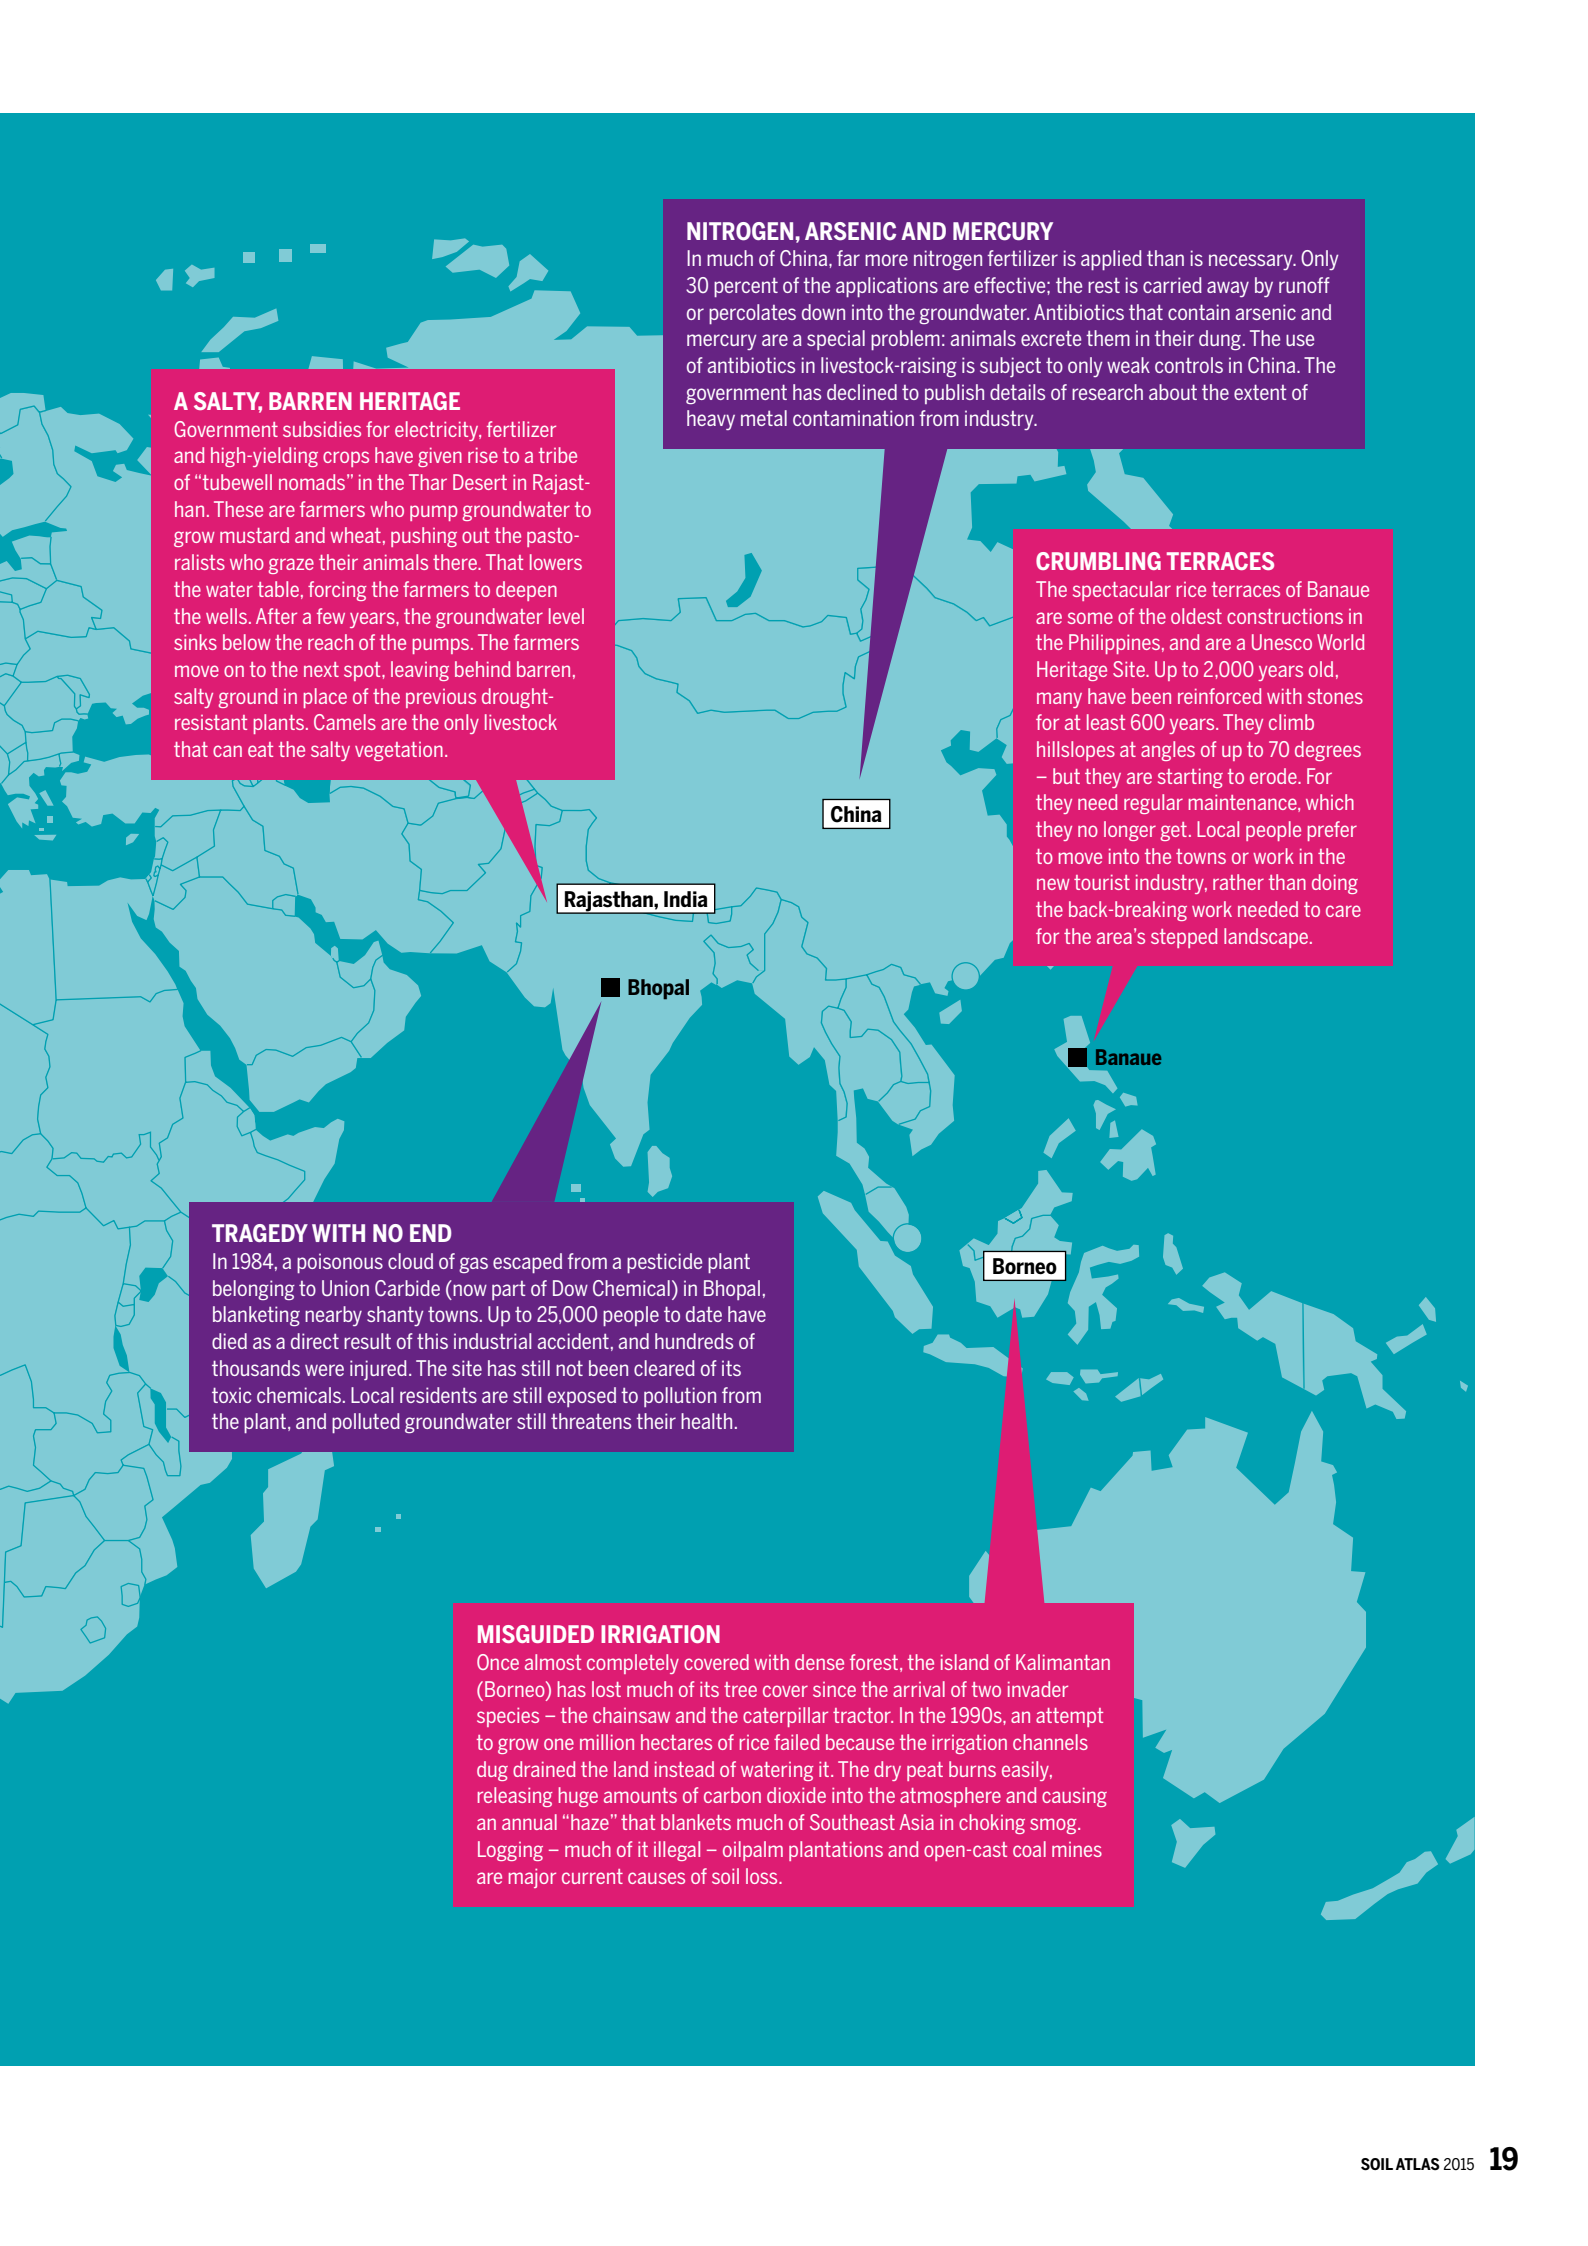 NITROGEN, ARSENIC AND MERCURY
In much of China, far more nitrogen fertilizer is applied than is necessary. Only
30 percent of the applications are effective; the rest is carried away by runoff
or percolates down into the groundwater. Antibiotics that contain arsenic and
mercury are a special problem: animals excrete them in their dung. The use
of antibiotics in livestock-raising is subject to only weak controls in China. The
government has declined to publish details of research about the extent of
heavy metal contamination from industry.
A SALTY, BARREN HERITAGE
Government subsidies for electricity, fertilizer
and high-yielding crops have given rise to a tribe
of “tubewell nomads” in the Thar Desert in Rajast-
han. These are farmers who pump groundwater to
grow mustard and wheat, pushing out the pasto-
ralists who graze their animals there. That lowers
the water table, forcing the farmers to deepen
the wells. After a few years, the groundwater level
sinks below the reach of the pumps. The farmers
move on to the next spot, leaving behind barren,
salty ground in place of the previous drought-
resistant plants. Camels are the only livestock
that can eat the salty vegetation.
CRUMBLING TERRACES
The spectacular rice terraces of Banaue
are some of the oldest constructions in
the Philippines, and are a Unesco World
Heritage Site. Up to 2,000 years old,
many have been reinforced with stones
for at least 600 years. They climb
hillslopes at angles of up to 70 degrees
– but they are starting to erode. For
they need regular maintenance, which
they no longer get. Local people prefer
to move into the towns or work in the
new tourist industry, rather than doing
the back-breaking work needed to care
for the area’s stepped landscape.
China
Rajasthan, India
Bhopal
Banaue
TRAGEDY WITH NO END
In 1984, a poisonous cloud of gas escaped from a pesticide plant
belonging to Union Carbide (now part of Dow Chemical) in Bhopal,
blanketing nearby shanty towns. Up to 25,000 people to date have
died as a direct result of this industrial accident, and hundreds of
thousands were injured. The site has still not been cleared of its
toxic chemicals. Local residents are still exposed to pollution from
the plant, and polluted groundwater still threatens their health.
Borneo
MISGUIDED IRRIGATION
Once almost completely covered with dense forest, the island of Kalimantan
(Borneo) has lost much of its tree cover since the arrival of two invader
species – the chainsaw and the caterpillar tractor. In the 1990s, an attempt
to grow one million hectares of rice failed because the irrigation channels
dug drained the land instead of watering it. The dry peat burns easily,
releasing huge amounts of carbon dioxide into the atmosphere and causing
an annual “haze” that blankets much of Southeast Asia in choking smog.
Logging – much of it illegal – oilpalm plantations and open-cast coal mines
are major current causes of soil loss.
SOIL ATLAS 2015 19